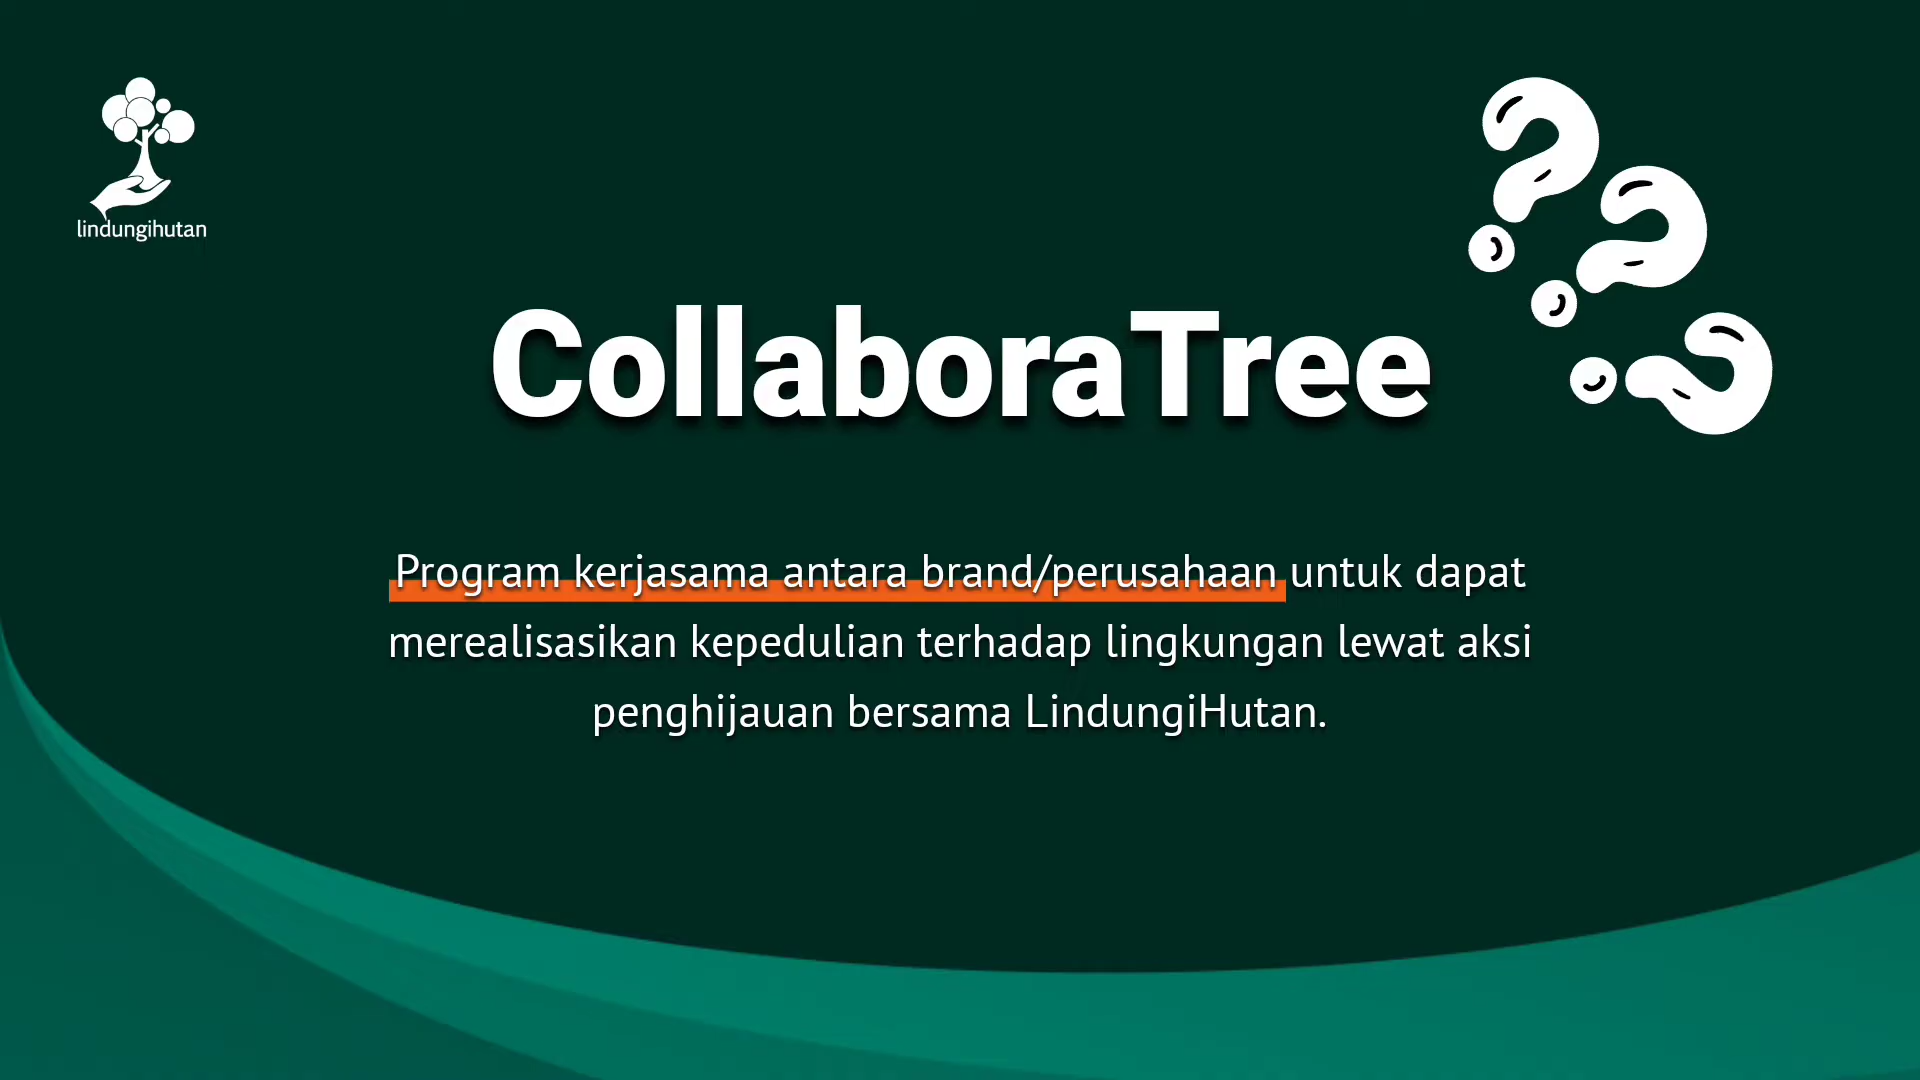 lindungihutan
CollaboraTree
Program kerjasama antara brand/perusahaan untuk dapat
merealisasikan kepedulian terhadap lingkungan lewat aksi
penghijauan bersama LindungiHutan.